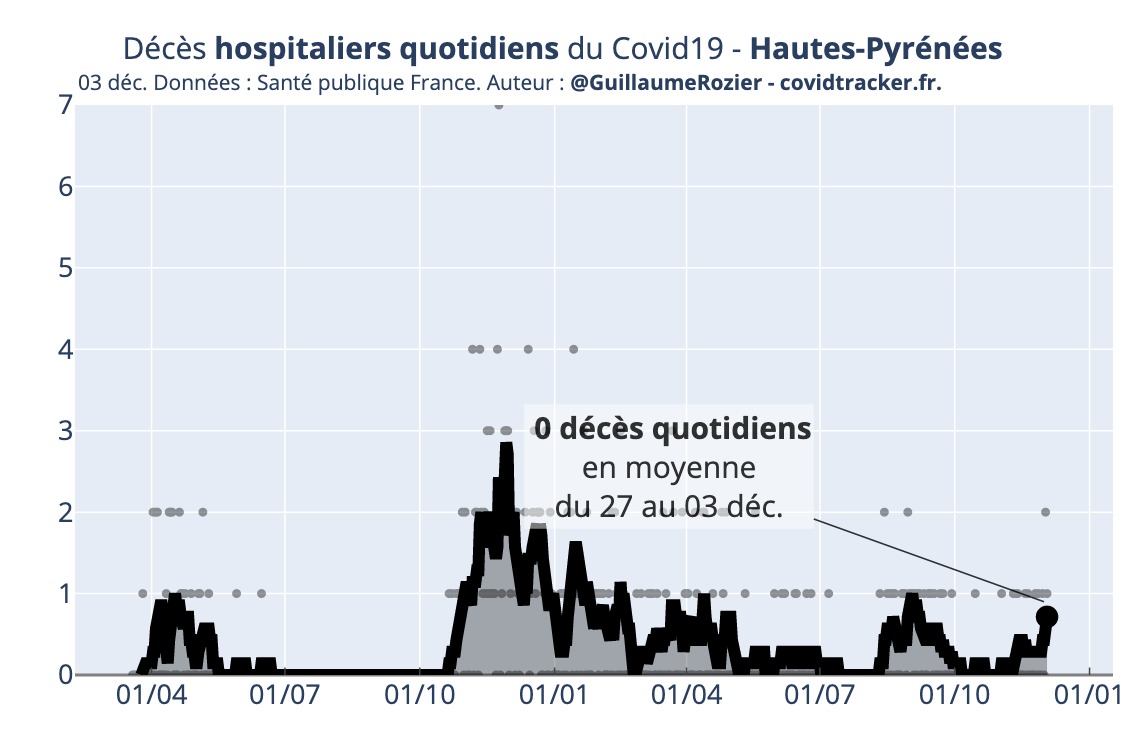 Décès hospitaliers quotidiens du Covid19 - Hautes-Pyrénées
03 déc. Données : Santé publique France. Auteur : @GuillaumeRozier - covidtracker.fr.
7
6
5
4
3
2
1
0
0 décès quotidiens
en moyenne
du 27 au 03 déc.
01/04 01/07 01/10 01/01 01/04 01/07 01/10 01/01